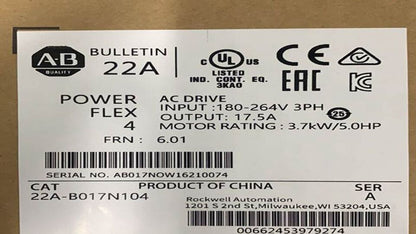 A-B
QUALITY
BULLETIN
22A
C UL US
LISTED
IND. CONT. EQ.
3KA0
CE
EAC
POWER
FLEX
4
AC DRIVE
INPUT :180-264V 3PH
OUTPUT: 17.5A
MOTOR RATING : 3.7kW/5.0HP
25
FRN : 6.01
SERIAL NO. AB017NOW16210074
CAT
22A-B017N104
PRODUCT OF CHINA
SER
A
Rockwell Automation
1201 S 2nd St,Milwaukee,WI 53204,USA
00662453979274